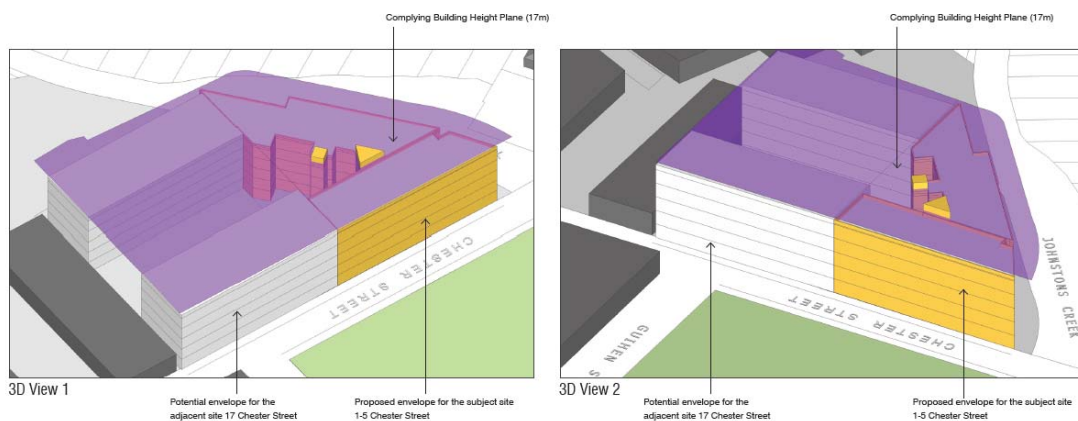 Complying Building Height Plane (17m)
Complying Building Height Plane (17m)
CHESTER STREET
3D View 1
Potential envelope for the
adjacent site 17 Chester Street
Proposed envelope for the subject site
1-5 Chester Street
JOHNSTONS CREEK
CHESTER STREET
GUIHEN S
3D View 2
Potential envelope for the
adjacent site 17 Chester Street
Proposed envelope for the subject site
1-5 Chester Street